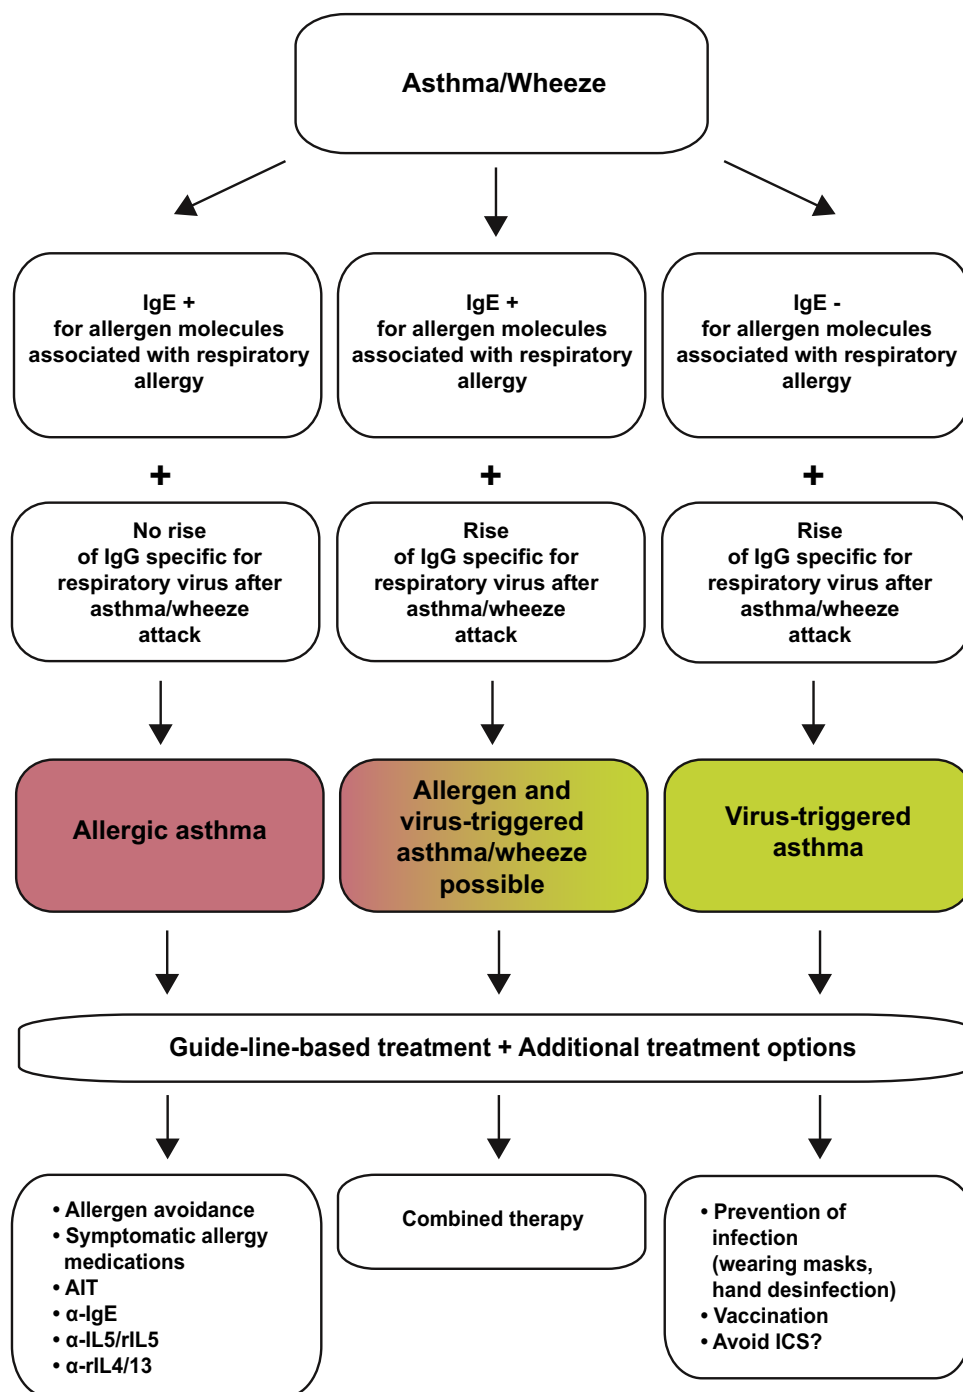 Asthma/Wheeze
IgE +
for allergen molecules
associated with respiratory
allergy
IgE +
for allergen molecules
associated with respiratory
allergy
IgE -
for allergen molecules
associated with respiratory
allergy
+
+
+
No rise
of IgG specific for
respiratory virus after
asthma/wheeze
attack
Rise
of IgG specific for
respiratory virus after
asthma/wheeze
attack
Rise
of IgG specific for
respiratory virus after
asthma/wheeze
attack
Allergic asthma
Allergen and
virus-triggered
asthma/wheeze
possible
Virus-triggered
asthma
Guide-line-based treatment + Additional treatment options
• Allergen avoidance
• Symptomatic allergy
medications
• AIT
• α-IgE
• α-IL5/rIL5
• α-rIL4/13
Combined therapy
• Prevention of
infection
(wearing masks,
hand desinfection)
• Vaccination
• Avoid ICS?